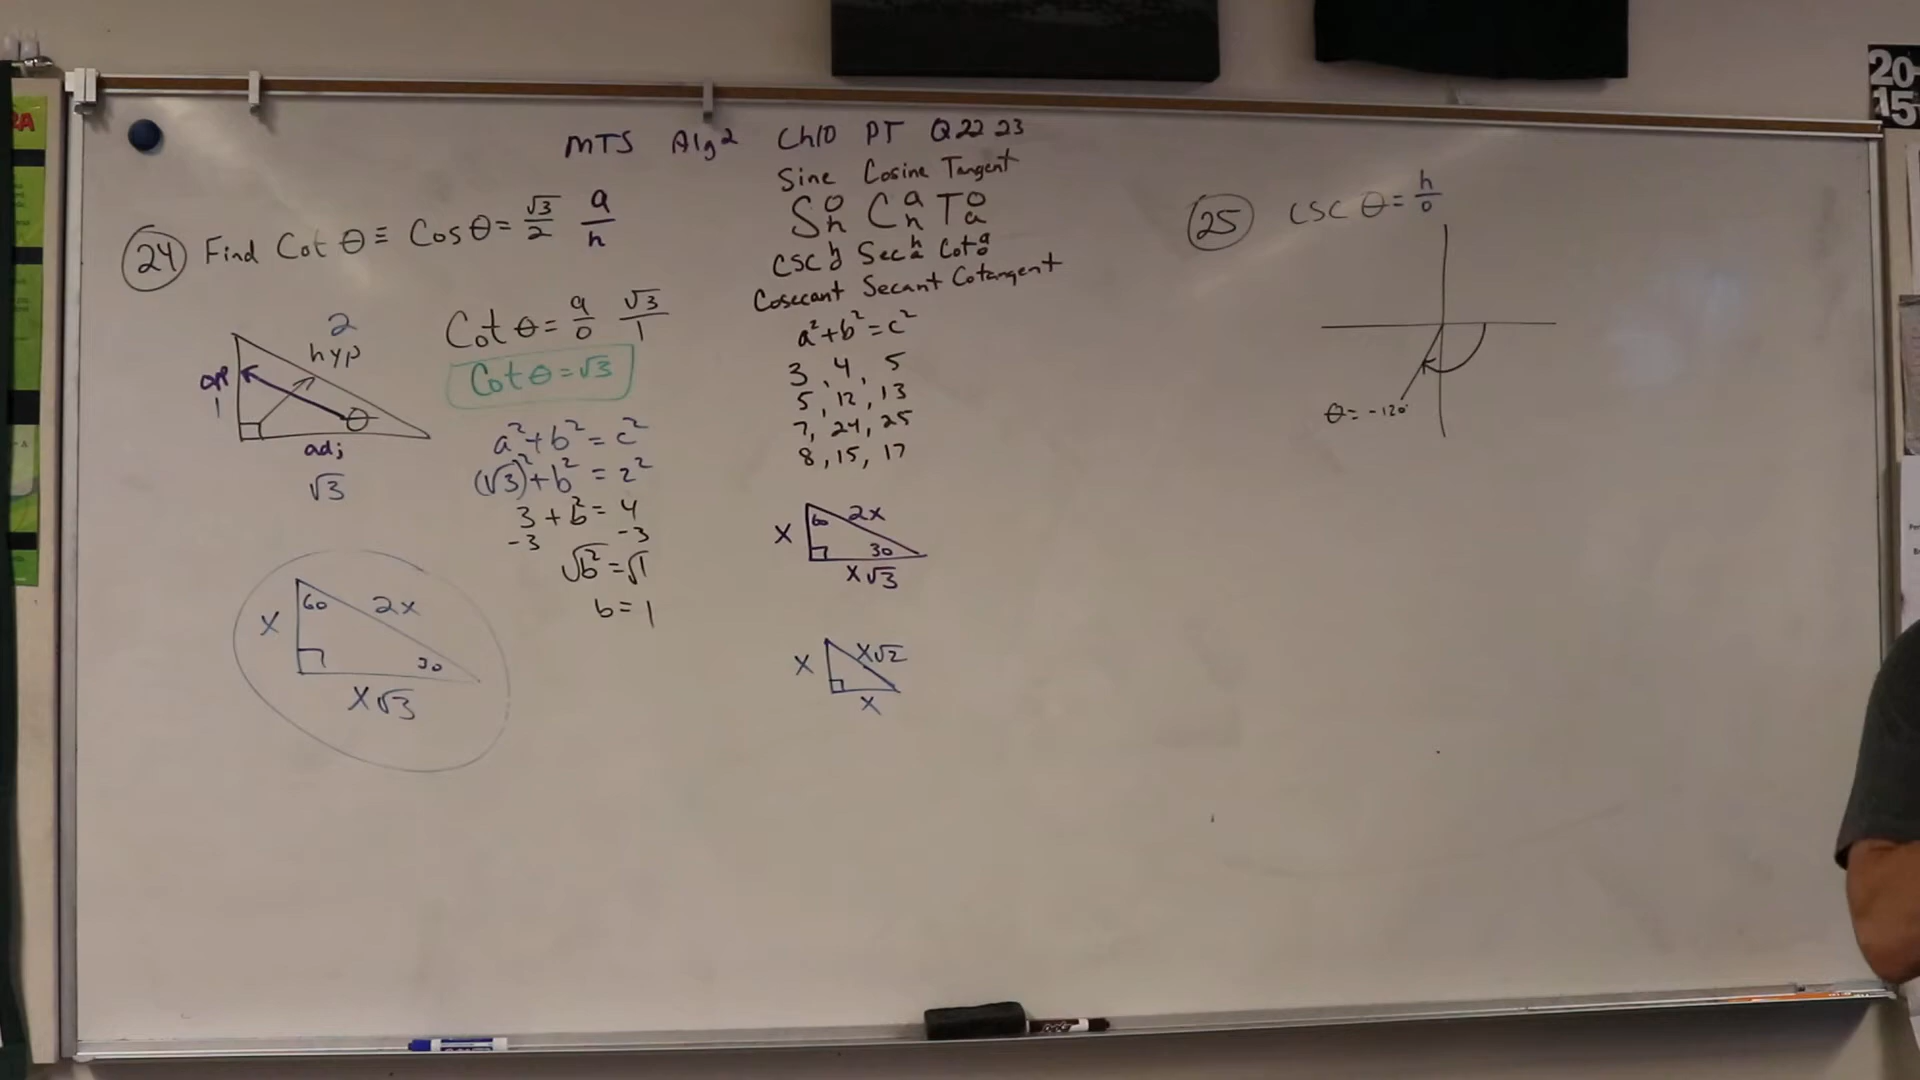 MTS Alg2 Ch10 PT Q22 23
24 Find Cot θ ≡ Cos θ = √3/2 a/h
2
hyp
opp
1
θ
adj
√3
Cot θ = a/o √3/1
Cot θ = √3
a² + b² = c²
(√3)² + b² = 2²
3 + b² = 4
-3 -3
√b² = √1
b = 1
60 2x
x
30
x√3
Sine Cosine Tangent
S o/h C a/h T o/a
CSC h/o Sec h/a Cot a/o
Cosecant Secant Cotangent
a² + b² = c²
3, 4, 5
5, 12, 13
7, 24, 25
8, 15, 17
60 2x
x
30
x√3
x√2
x
x
25 CSC θ = h/o
θ = -120°
20
15